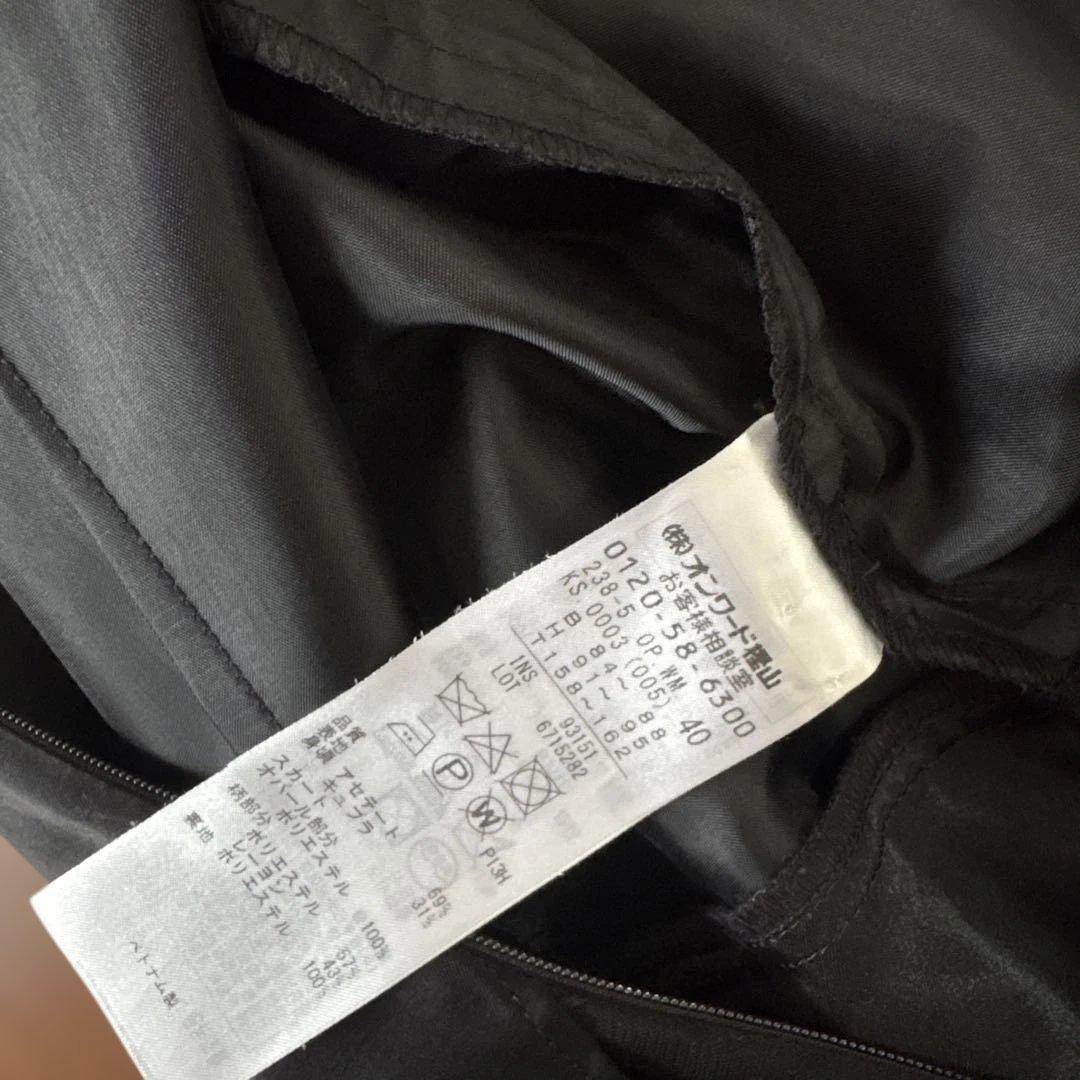 (株)オンワード樫山
お客様相談室
0120-58-6300
238-5 OP.WM
KS 0003 (005) 40
B 84~ 88
H 91~ 95
T158~162
INS 93151
LOT 6715282
P
W
P13H
品質
表地
身頃 アセテート 69%
キュプラ 31%
スカート部分
ポリエステル 100%
オパール部分
柄部分 ポリエステル 57%
レーヨン 43%
裏地 ポリエステル 100%
ベトナム製